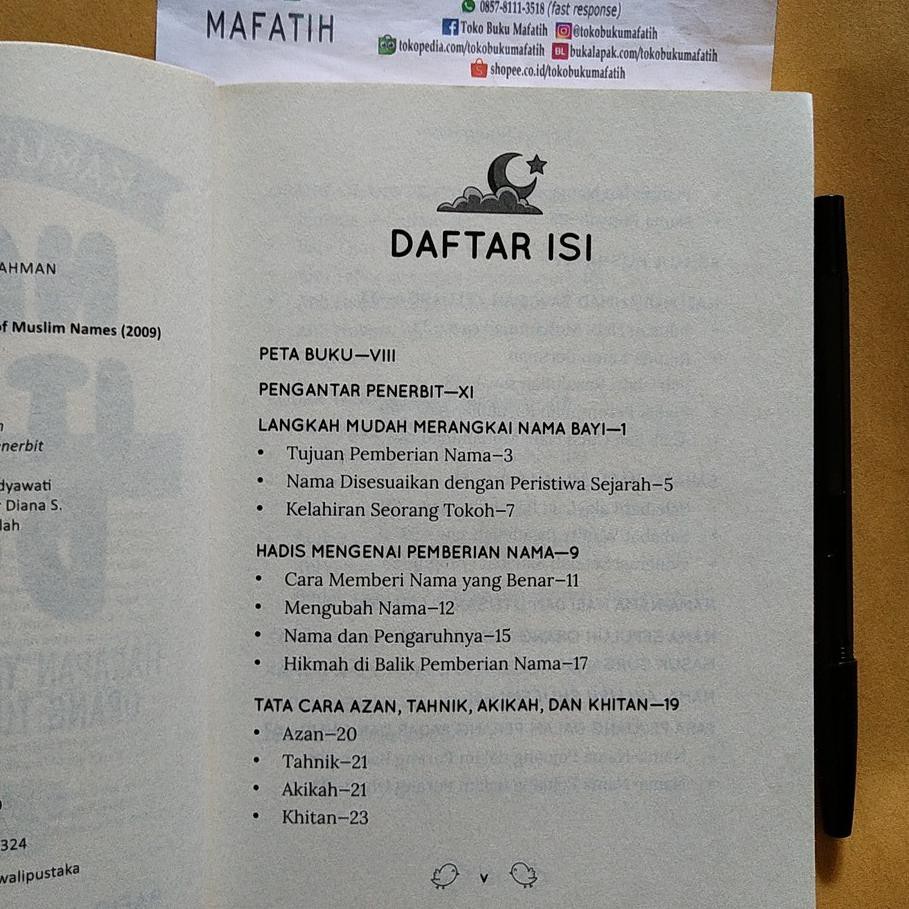 MAFATIH
0857-8111-3518 (fast response)
Toko Buku Mafatih @tokobukumafatih
tokopedia.com/tokobukumafatih BL bukalapak.com/tokobukumafatih
shopee.co.id/tokobukumafatih
AHMAN
of Muslim Names (2009)
nerbit
dyawati
Diana S.
lah
324
walipustaka
DAFTAR ISI
PETA BUKU—VIII
PENGANTAR PENERBIT—XI
LANGKAH MUDAH MERANGKAI NAMA BAYI—1
• Tujuan Pemberian Nama—3
• Nama Disesuaikan dengan Peristiwa Sejarah—5
• Kelahiran Seorang Tokoh—7
HADIS MENGENAI PEMBERIAN NAMA—9
• Cara Memberi Nama yang Benar—11
• Mengubah Nama—12
• Nama dan Pengaruhnya—15
• Hikmah di Balik Pemberian Nama—17
TATA CARA AZAN, TAHNIK, AKIKAH, DAN KHITAN—19
• Azan—20
• Tahnik—21
• Akikah—21
• Khitan—23
v